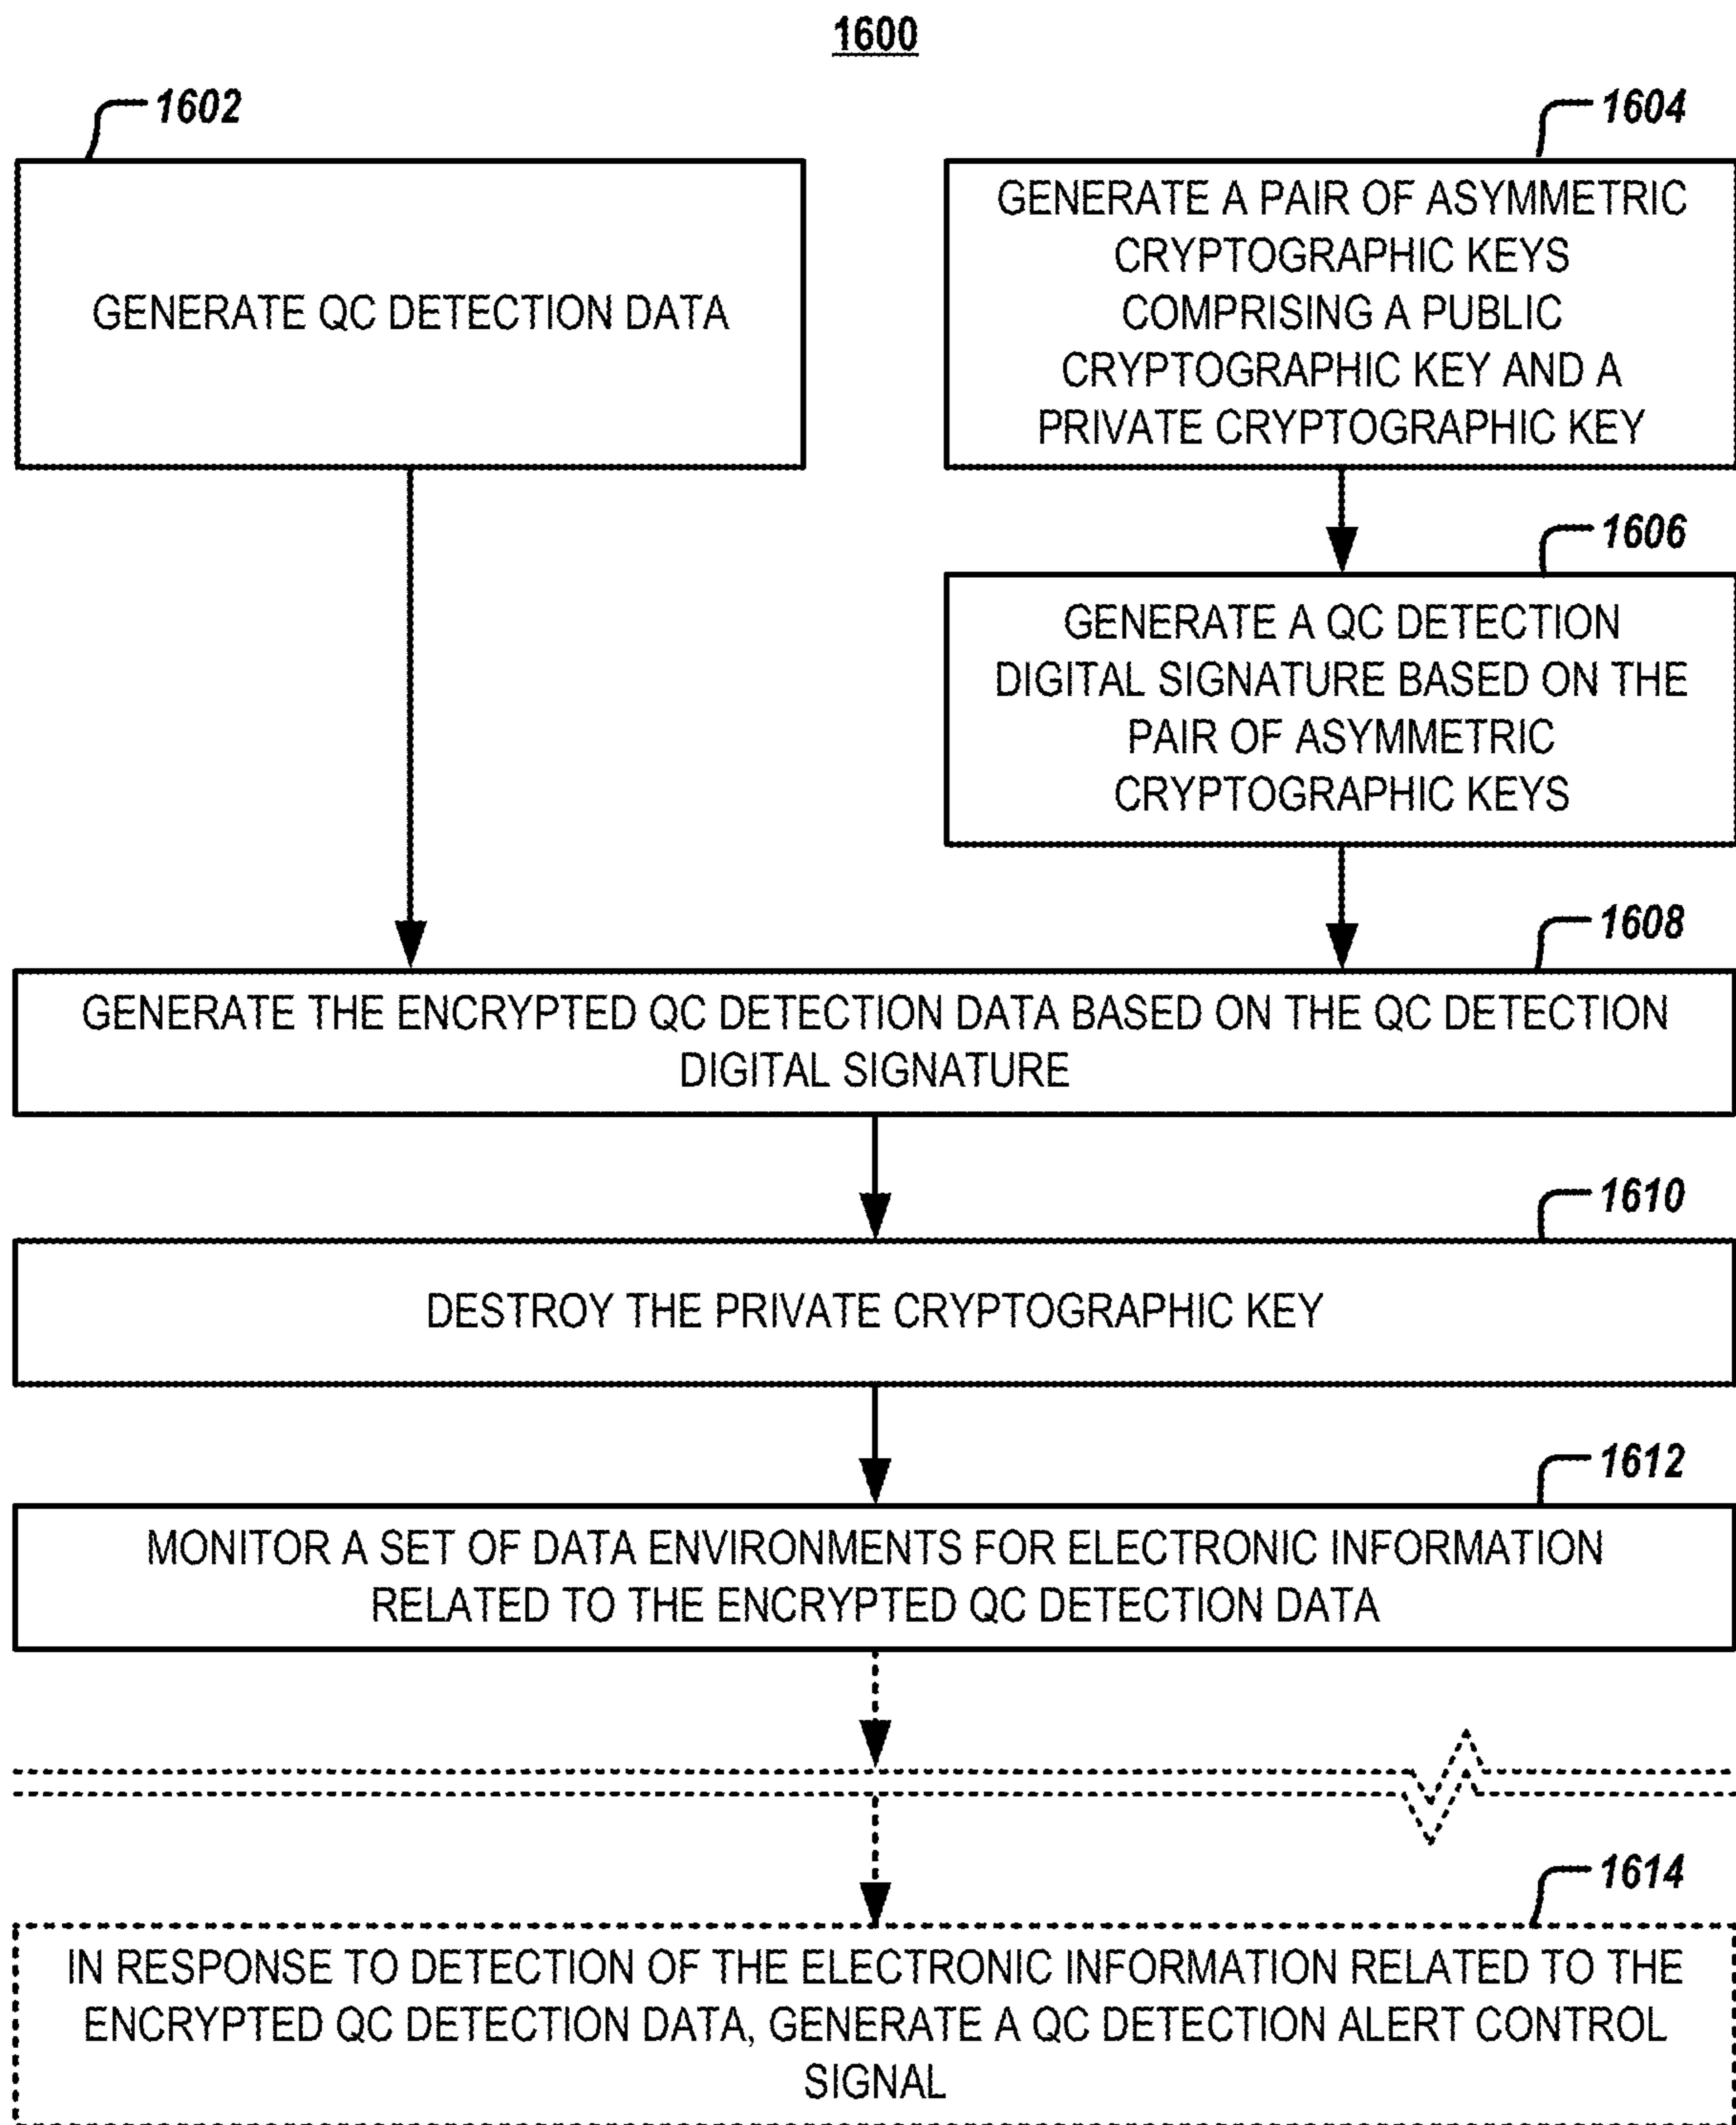 1600
1602
GENERATE QC DETECTION DATA
1604
GENERATE A PAIR OF ASYMMETRIC
CRYPTOGRAPHIC KEYS
COMPRISING A PUBLIC
CRYPTOGRAPHIC KEY AND A
PRIVATE CRYPTOGRAPHIC KEY
1606
GENERATE A QC DETECTION
DIGITAL SIGNATURE BASED ON THE
PAIR OF ASYMMETRIC
CRYPTOGRAPHIC KEYS
1608
GENERATE THE ENCRYPTED QC DETECTION DATA BASED ON THE QC DETECTION
DIGITAL SIGNATURE
1610
DESTROY THE PRIVATE CRYPTOGRAPHIC KEY
1612
MONITOR A SET OF DATA ENVIRONMENTS FOR ELECTRONIC INFORMATION
RELATED TO THE ENCRYPTED QC DETECTION DATA
1614
IN RESPONSE TO DETECTION OF THE ELECTRONIC INFORMATION RELATED TO THE
ENCRYPTED QC DETECTION DATA, GENERATE A QC DETECTION ALERT CONTROL
SIGNAL